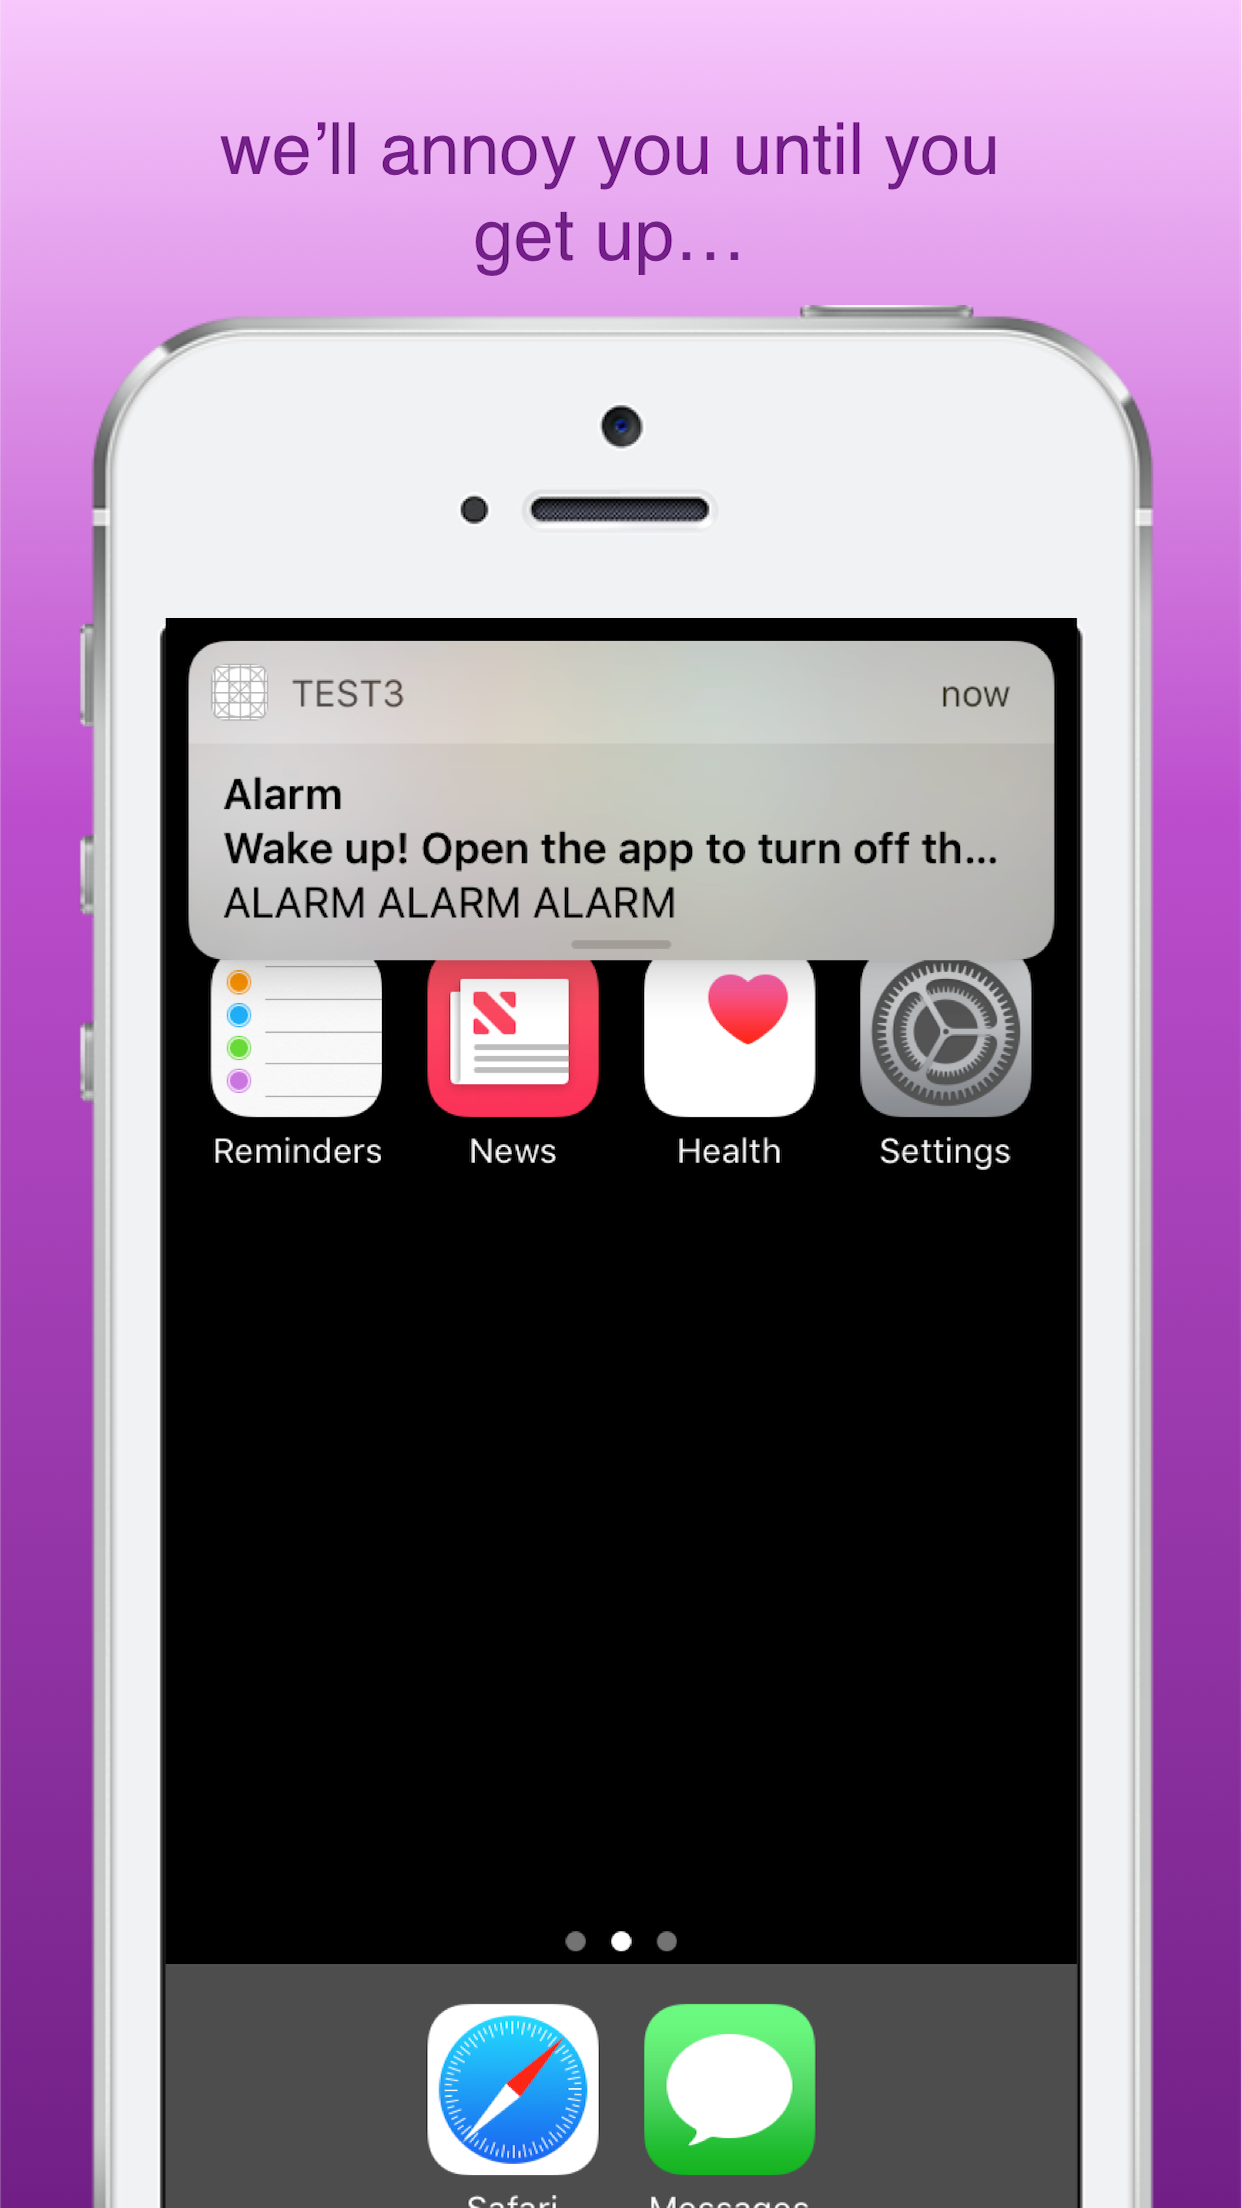 we’ll annoy you until you
get up…
TEST3
now
Alarm
Wake up! Open the app to turn off th...
ALARM ALARM ALARM
Reminders
News
Health
Settings
Safari
Messages